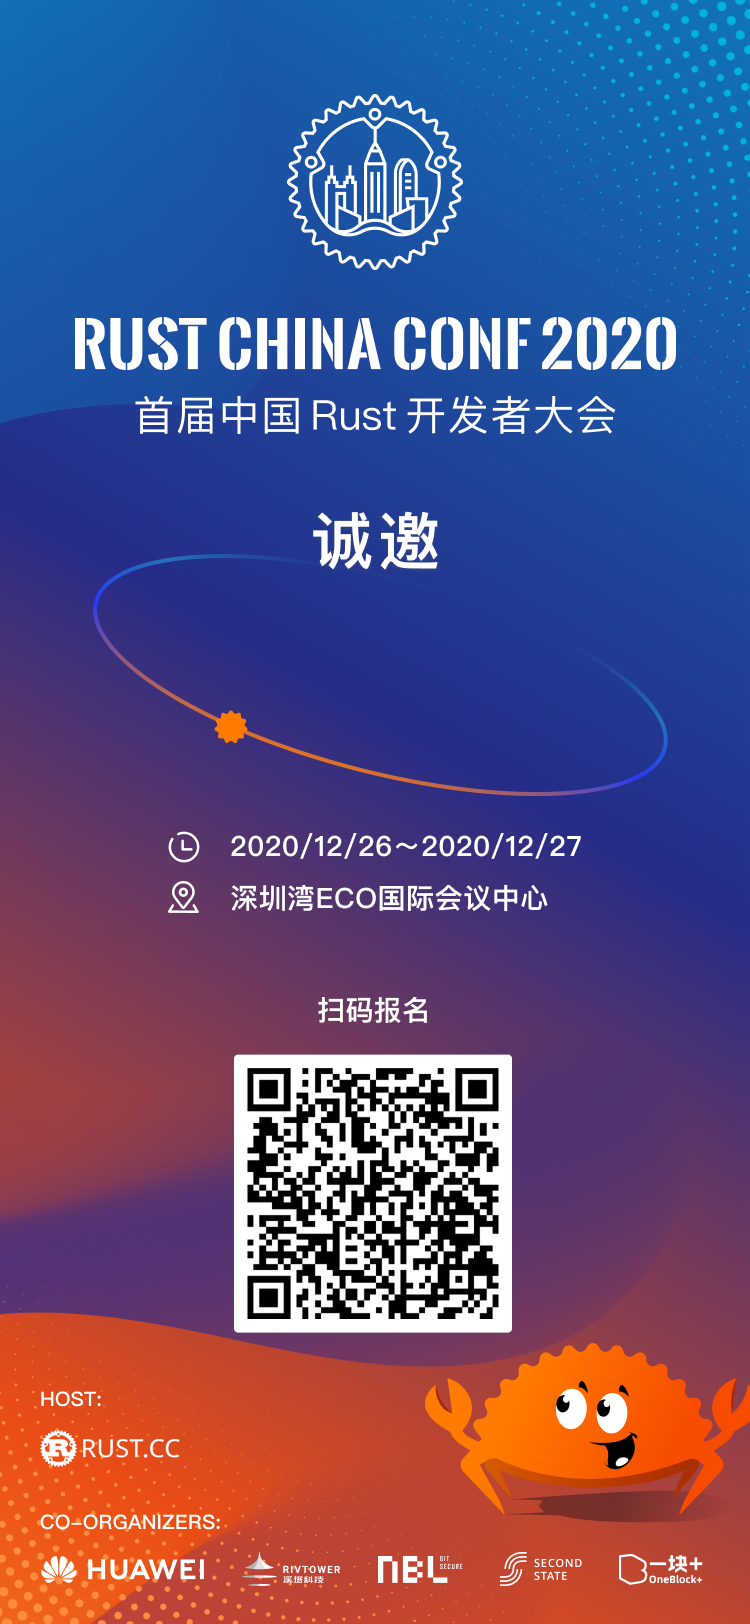 RUST CHINA CONF 2020
首届中国 Rust 开发者大会
诚邀
2020/12/26～2020/12/27
深圳湾ECO国际会议中心
扫码报名
HOST:
R RUST.CC
CO-ORGANIZERS:
HUAWEI
RIVTOWER
溪塔科技
NBL BIT SECURE
SECOND
STATE
一块+
OneBlock+